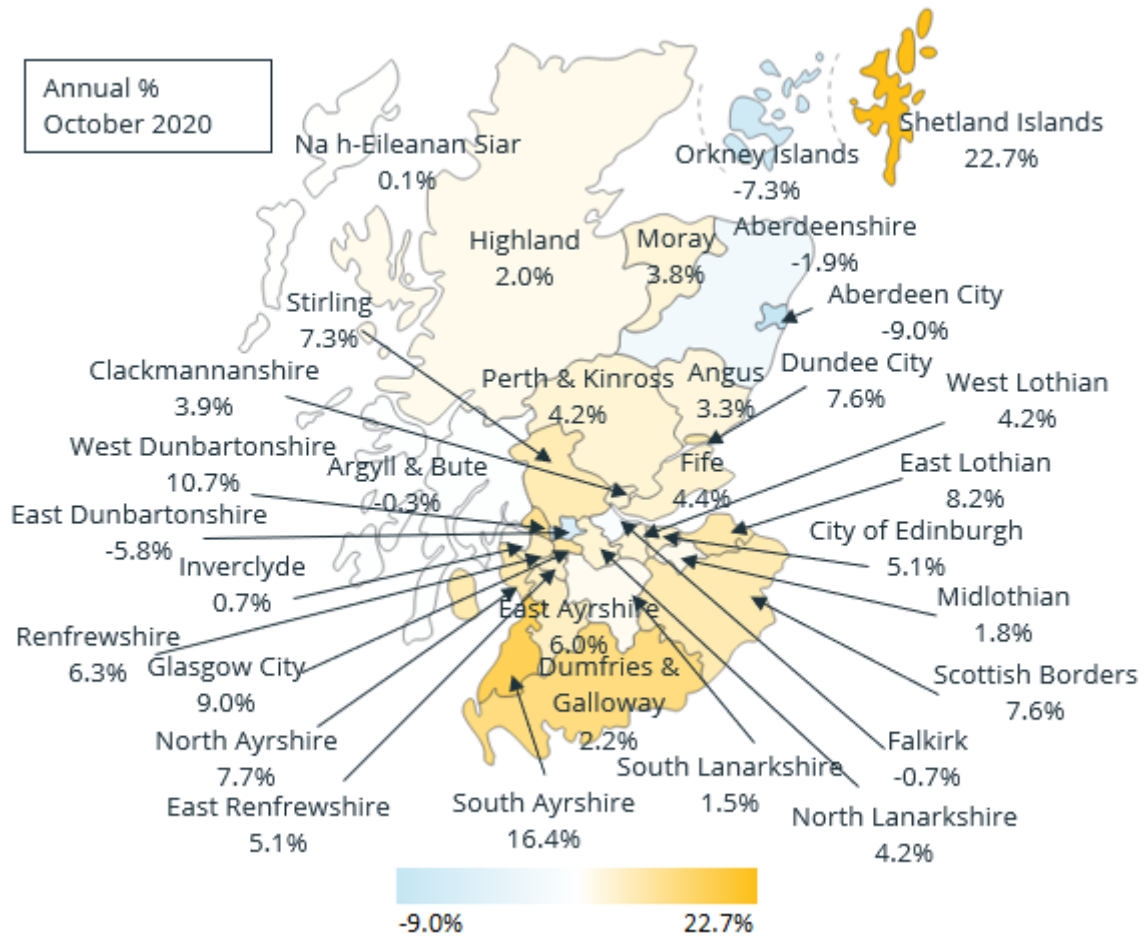 Annual %
October 2020
Na h-Eileanan Siar
0.1%
Orkney Islands
-7.3%
Shetland Islands
22.7%
Highland
2.0%
Moray
3.8%
Aberdeenshire
-1.9%
Stirling
7.3%
Aberdeen City
-9.0%
Clackmannanshire
3.9%
Perth & Kinross
4.2%
Angus
3.3%
Dundee City
7.6%
West Lothian
4.2%
West Dunbartonshire
10.7%
Argyll & Bute
-0.3%
Fife
4.4%
East Lothian
8.2%
East Dunbartonshire
-5.8%
City of Edinburgh
5.1%
Inverclyde
0.7%
East Ayrshire
6.0%
Midlothian
1.8%
Renfrewshire
6.3%
Glasgow City
9.0%
Dumfries &
Galloway
2.2%
Scottish Borders
7.6%
North Ayrshire
7.7%
Falkirk
-0.7%
South Lanarkshire
1.5%
East Renfrewshire
5.1%
South Ayrshire
16.4%
North Lanarkshire
4.2%
-9.0%
22.7%